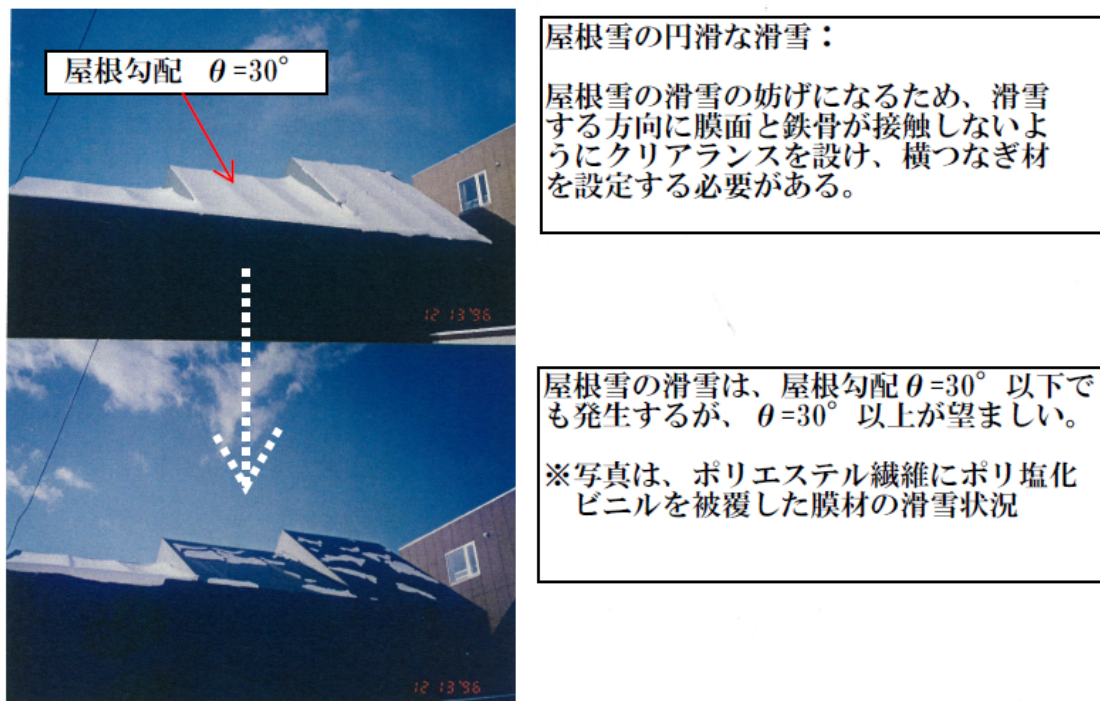 屋根勾配 θ=30°
12 13 '96
12 13 '96
屋根雪の円滑な滑雪：
屋根雪の滑雪の妨げになるため、滑雪
する方向に膜面と鉄骨が接触しないよ
うにクリアランスを設け、横つなぎ材
を設定する必要がある。
屋根雪の滑雪は、屋根勾配θ=30° 以下で
も発生するが、θ=30° 以上が望ましい。
※写真は、ポリエステル繊維にポリ塩化
ビニルを被覆した膜材の滑雪状況